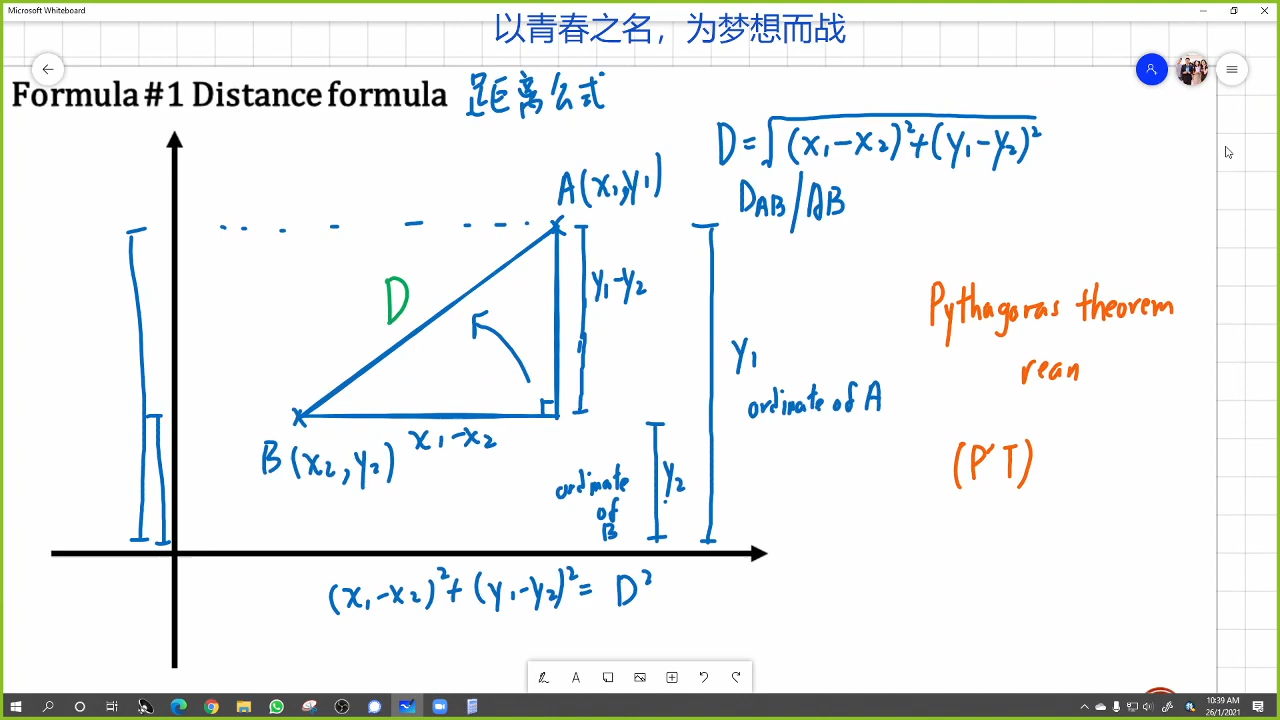 Microsoft Whiteboard
以青春之名，为梦想而战
Formula #1 Distance formula 距离公式
D = √(x₁-x₂)²+(y₁-y₂)²
D_AB / AB
A(x₁,y₁)
D
y₁-y₂
Pythagoras theorem
rean
y₁
ordinate of A
B(x₂,y₂)
x₁-x₂
(P'T)
ordinate
of
B
y₂
(x₁-x₂)²+(y₁-y₂)² = D²
10:39 AM
26/1/2021